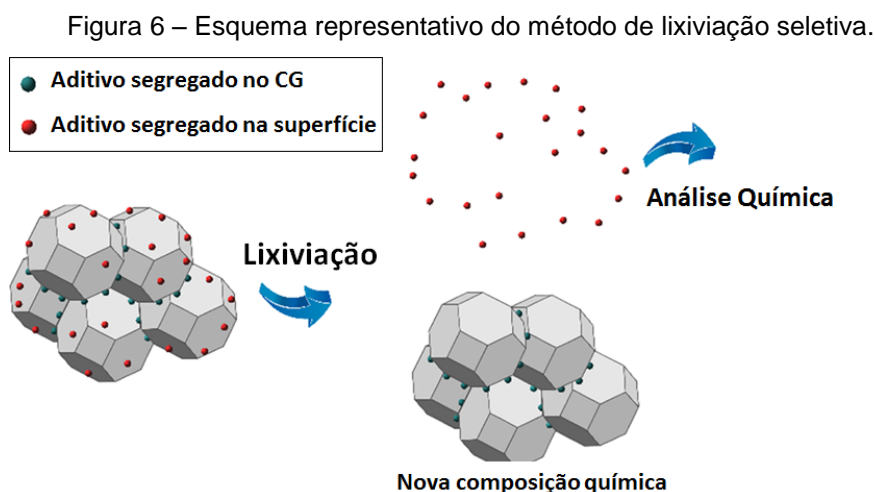 Figura 6 – Esquema representativo do método de lixiviação seletiva.
Aditivo segregado no CG
Aditivo segregado na superfície
Lixiviação
Análise Química
Nova composição química